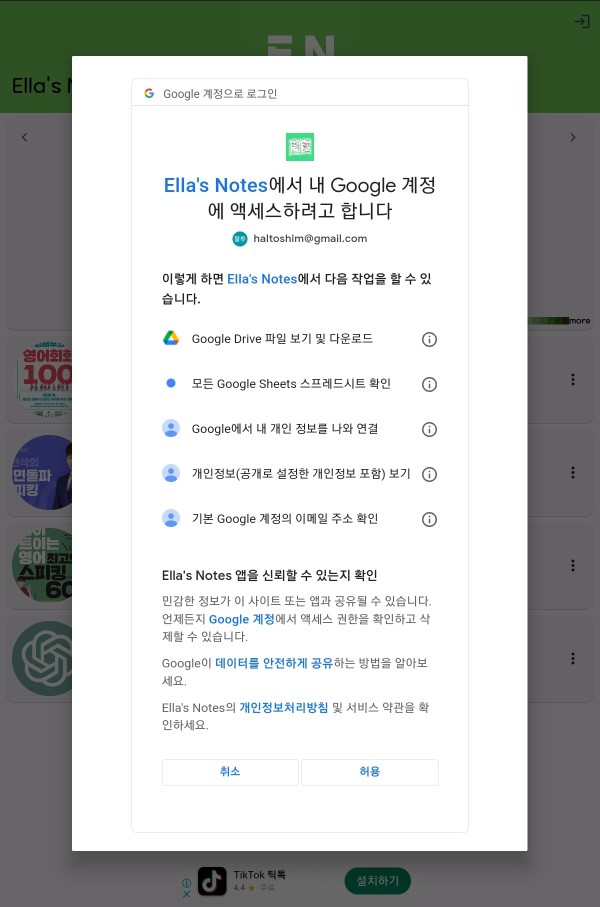 Ella's N
Google 계정으로 로그인
Ella's Notes에서 내 Google 계정
에 액세스하려고 합니다
할투
haltoshim@gmail.com
이렇게 하면 Ella's Notes에서 다음 작업을 할 수 있
습니다.
Google Drive 파일 보기 및 다운로드
모든 Google Sheets 스프레드시트 확인
Google에서 내 개인 정보를 나와 연결
개인정보(공개로 설정한 개인정보 포함) 보기
기본 Google 계정의 이메일 주소 확인
Ella's Notes 앱을 신뢰할 수 있는지 확인
민감한 정보가 이 사이트 또는 앱과 공유될 수 있습니다.
언제든지 Google 계정에서 액세스 권한을 확인하고 삭
제할 수 있습니다.
Google이 데이터를 안전하게 공유하는 방법을 알아보
세요.
Ella's Notes의 개인정보처리방침 및 서비스 약관을 확
인하세요.
취소
허용
more
영어회화
100
면돌파
피킹
트이는
영어 최고의
스피킹
60
TikTok 틱톡
4.4 ★ 무료
설치하기